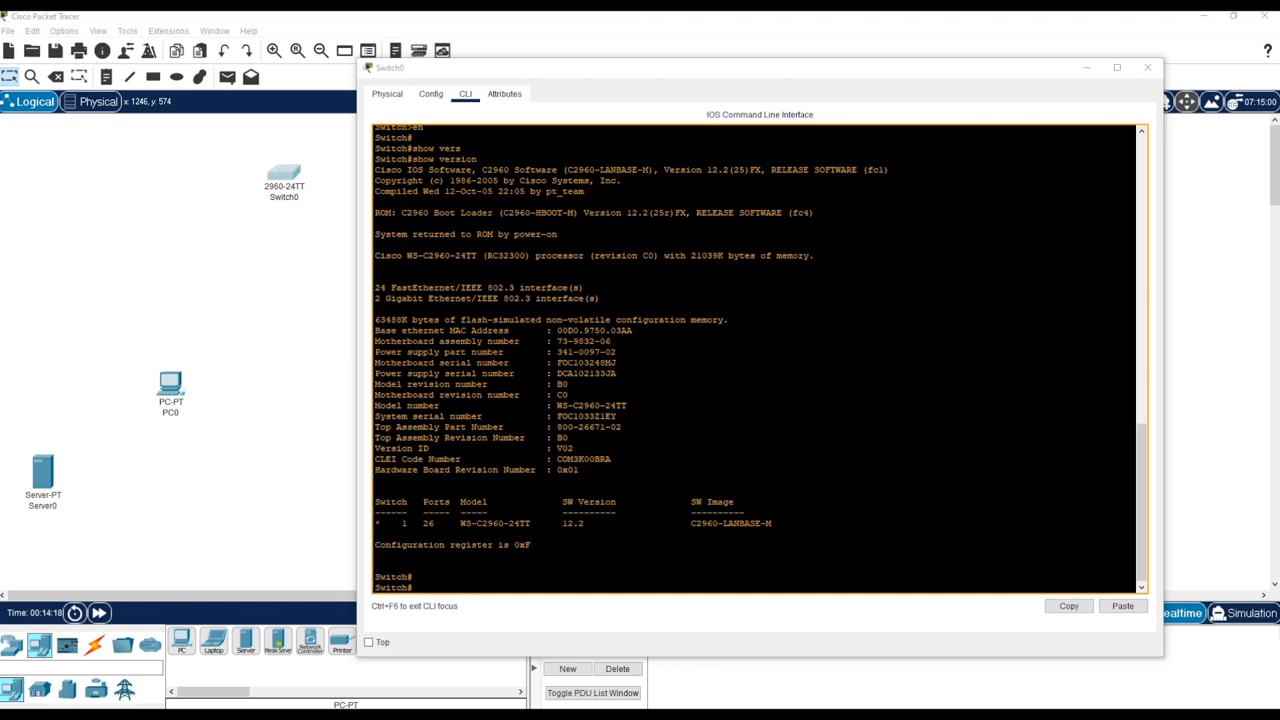 Cisco Packet Tracer
File Edit Options View Tools Extensions Window Help
Switch0
Physical Config CLI Attributes
Logical Physical x: 1246, y: 574
07:15:00
IOS Command Line Interface
Switch>en
Switch#
Switch#show vers
Switch#show version
Cisco IOS Software, C2960 Software (C2960-LANBASE-M), Version 12.2(25)FX, RELEASE SOFTWARE (fc1)
Copyright (c) 1986-2005 by Cisco Systems, Inc.
Compiled Wed 12-Oct-05 22:05 by pt_team
ROM: C2960 Boot Loader (C2960-HBOOT-M) Version 12.2(25r)FX, RELEASE SOFTWARE (fc4)
System returned to ROM by power-on
Cisco WS-C2960-24TT (RC32300) processor (revision C0) with 21039K bytes of memory.
24 FastEthernet/IEEE 802.3 interface(s)
2 Gigabit Ethernet/IEEE 802.3 interface(s)
63488K bytes of flash-simulated non-volatile configuration memory.
Base ethernet MAC Address : 00D0.9750.03AA
Motherboard assembly number : 73-9832-06
Power supply part number : 341-0097-02
Motherboard serial number : FOC103248MJ
Power supply serial number : DCA102133JA
Model revision number : B0
Motherboard revision number : C0
Model number : WS-C2960-24TT
System serial number : FOC1033Z1EY
Top Assembly Part Number : 800-26671-02
Top Assembly Revision Number : B0
Version ID : V02
CLEI Code Number : COM3K00BRA
Hardware Board Revision Number : 0x01
Switch Ports Model SW Version SW Image
------ ----- ----- ---------- ----------
* 1 26 WS-C2960-24TT 12.2 C2960-LANBASE-M
Configuration register is 0xF
Switch#
Switch#
Ctrl+F6 to exit CLI focus
Copy Paste
Top
2960-24TT
Switch0
PC-PT
PC0
Server-PT
Server0
Time: 00:14:18
ealtime Simulation
PC Laptop Server Meraki Server Network Controller Printer
New Delete
Toggle PDU List Window
PC-PT